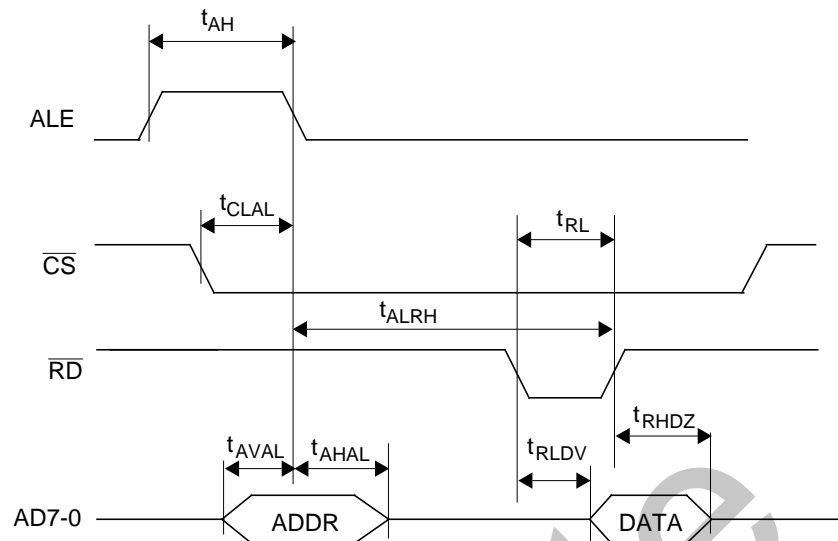 tAH
ALE
tCLAL
tRL
CS
tALRH
RD
tRHDZ
tAVAL
tAHAL
tRLDV
AD7-0
ADDR
DATA